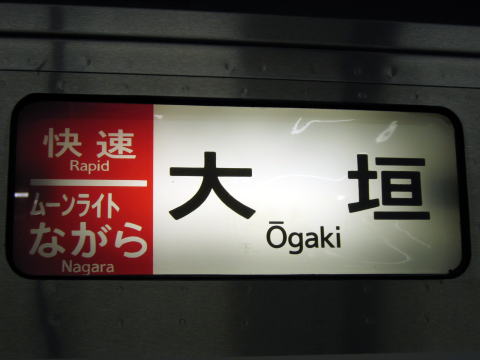 快速
Rapid
ムーンライト
ながら
Nagara
大垣
Ōgaki